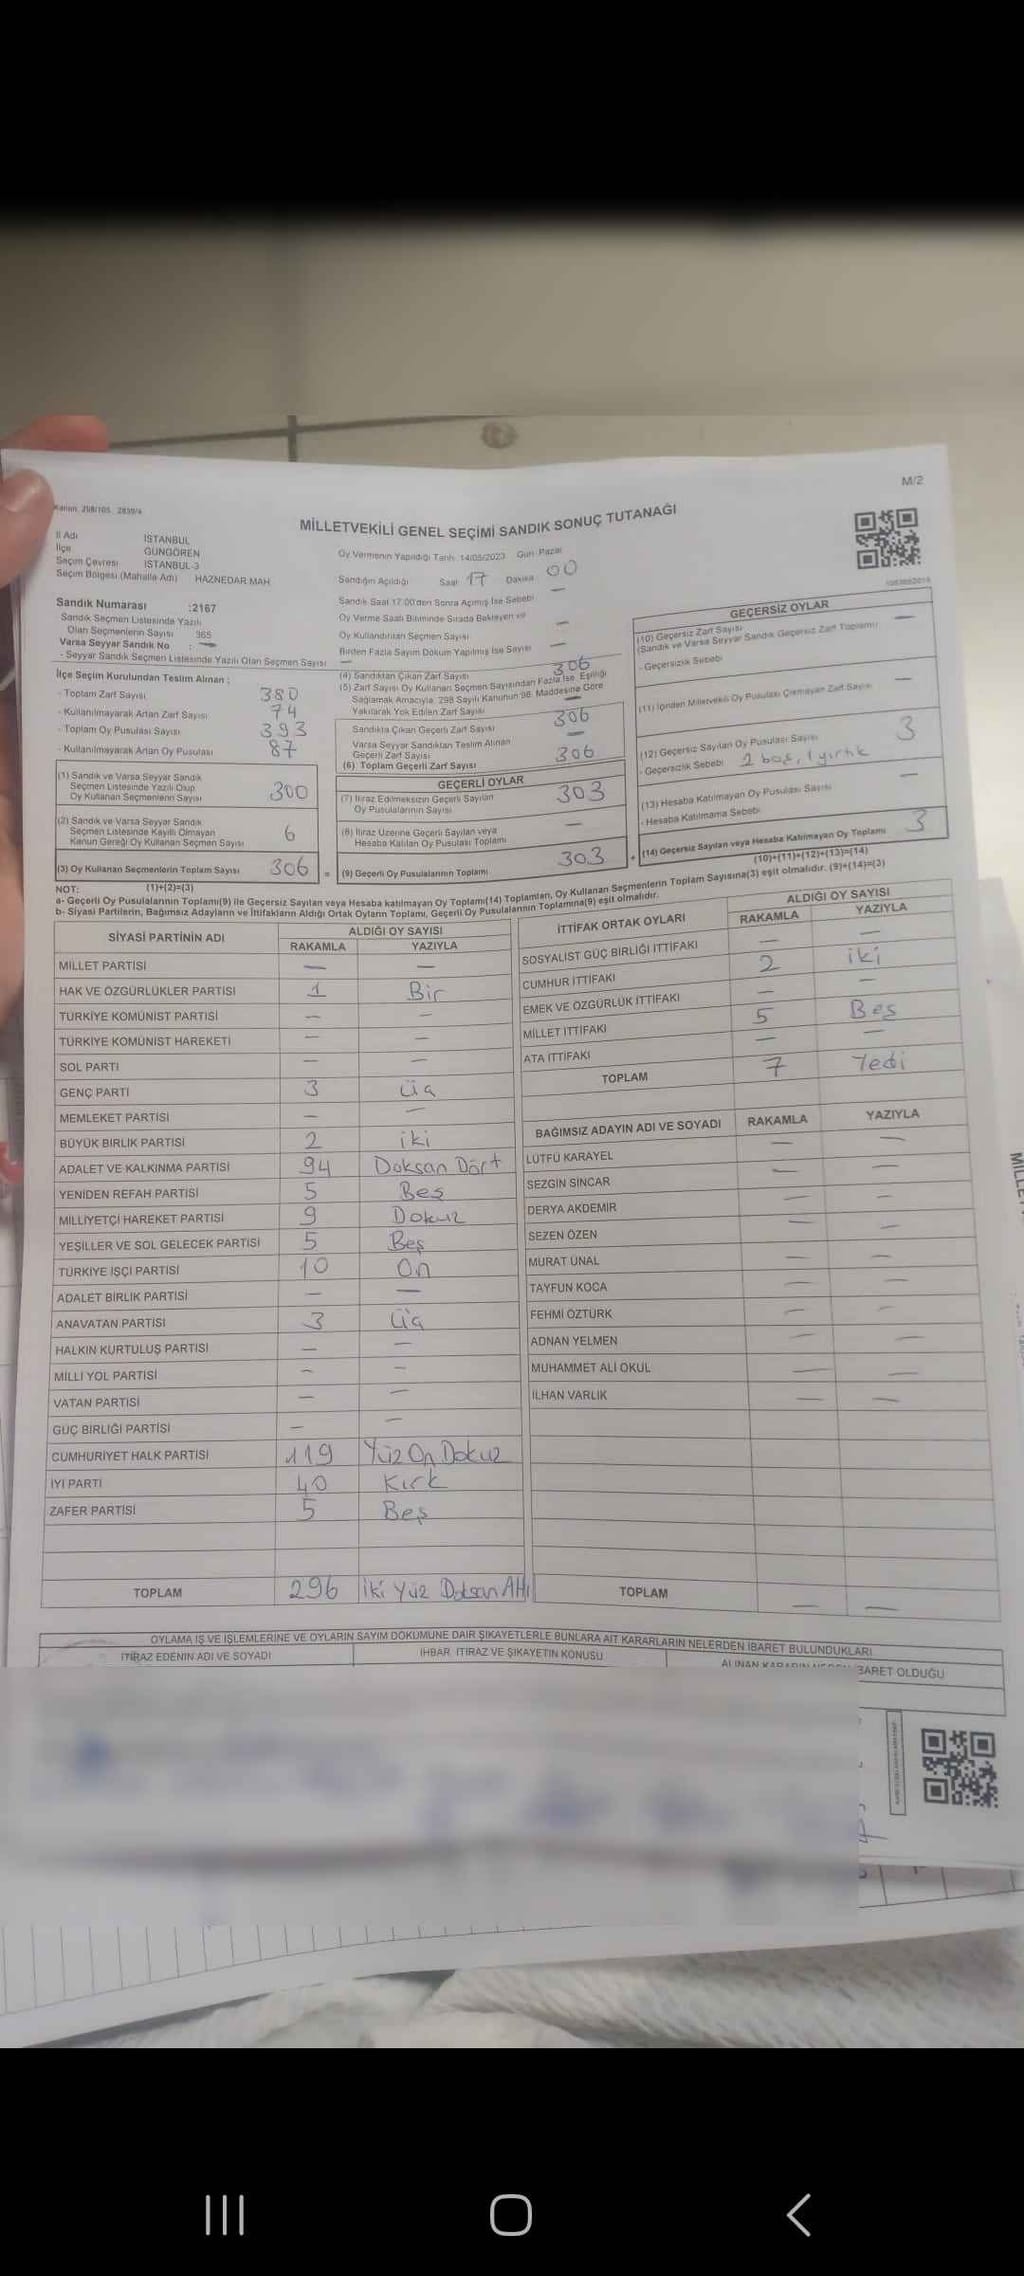 M/2
Kanun, 298/105, 2839/4
MİLLETVEKİLİ GENEL SEÇİMİ SANDIK SONUÇ TUTANAĞI
İl Adı İSTANBUL
İlçe GÜNGÖREN
Seçim Çevresi İSTANBUL-3
Seçim Bölgesi (Mahalle Adı) HAZNEDAR MAH
Oy Vermenin Yapıldığı Tarih: 14/05/2023 Gün: Pazar
Sandığın Açıldığı Saat 17 Dakika 00
Sandık Saat 17.00'den Sonra Açılmış İse Sebebi —
Oy Verme Saati Bitiminde Sırada Bekleyen ve
Oy Kullandırılan Seçmen Sayısı —
Birden Fazla Sayım Döküm Yapılmış İse Sayısı —
Sandık Numarası :2167
Sandık Seçmen Listesinde Yazılı
Olan Seçmenlerin Sayısı 365
Varsa Seyyar Sandık No : —
- Seyyar Sandık Seçmen Listesinde Yazılı Olan Seçmen Sayısı —
İlçe Seçim Kurulundan Teslim Alınan :
- Toplam Zarf Sayısı 380
- Kullanılmayarak Artan Zarf Sayısı 74
- Toplam Oy Pusulası Sayısı 393
- Kullanılmayarak Artan Oy Pusulası 87
(1) Sandık ve Varsa Seyyar Sandık
Seçmen Listesinde Yazılı Olup
Oy Kullanan Seçmenlerin Sayısı 300
(2) Sandık ve Varsa Seyyar Sandık
Seçmen Listesinde Kayıtlı Olmayan
Kanun Gereği Oy Kullanan Seçmen Sayısı 6
(3) Oy Kullanan Seçmenlerin Toplam Sayısı 306 =
(1)+(2)=(3)
(4) Sandıktan Çıkan Zarf Sayısı 306
(5) Zarf Sayısı Oy Kullanan Seçmen Sayısından Fazla İse, Eşitliği
Sağlamak Amacıyla, 298 Sayılı Kanunun 98. Maddesine Göre
Yakılarak Yok Edilen Zarf Sayısı —
Sandıkta Çıkan Geçerli Zarf Sayısı 306
Varsa Seyyar Sandıktan Teslim Alınan
Geçerli Zarf Sayısı —
(6) Toplam Geçerli Zarf Sayısı 306
GEÇERLİ OYLAR
(7) İtiraz Edilmeksizin Geçerli Sayılan
Oy Pusulalarının Sayısı 303
(8) İtiraz Üzerine Geçerli Sayılan veya
Hesaba Katılan Oy Pusulası Toplamı —
(9) Geçerli Oy Pusulalarının Toplamı 303 +
GEÇERSİZ OYLAR
(10) Geçersiz Zarf Sayısı —
(Sandık ve Varsa Seyyar Sandık Geçersiz Zarf Toplamı)
- Geçersizlik Sebebi
(11) İçinden Milletvekili Oy Pusulası Çıkmayan Zarf Sayısı —
(12) Geçersiz Sayılan Oy Pusulası Sayısı 3
- Geçersizlik Sebebi 2 boş, 1 yırtık
(13) Hesaba Katılmayan Oy Pusulası Sayısı —
- Hesaba Katılmama Sebebi
(14) Geçersiz Sayılan veya Hesaba Katılmayan Oy Toplamı 3
(10)+(11)+(12)+(13)=(14)
NOT:
a- Geçerli Oy Pusulalarının Toplamı(9) ile Geçersiz Sayılan veya Hesaba katılmayan Oy Toplamı(14) Toplamları, Oy Kullanan Seçmenlerin Toplam Sayısına(3) eşit olmalıdır. (9)+(14)=(3)
b- Siyasi Partilerin, Bağımsız Adayların ve İttifakların Aldığı Ortak Oyların Toplamı, Geçerli Oy Pusulalarının Toplamına(9) eşit olmalıdır.
SİYASİ PARTİNİN ADI ALDIĞI OY SAYISI
RAKAMLA YAZIYLA
MİLLET PARTİSİ — —
HAK VE ÖZGÜRLÜKLER PARTİSİ 1 Bir
TÜRKİYE KOMÜNİST PARTİSİ — —
TÜRKİYE KOMÜNİST HAREKETİ — —
SOL PARTİ — —
GENÇ PARTİ 3 Üç
MEMLEKET PARTİSİ — —
BÜYÜK BİRLİK PARTİSİ 2 iki
ADALET VE KALKINMA PARTİSİ 94 Doksan Dört
YENİDEN REFAH PARTİSİ 5 Beş
MİLLİYETÇİ HAREKET PARTİSİ 9 Dokuz
YEŞİLLER VE SOL GELECEK PARTİSİ 5 Beş
TÜRKİYE İŞÇİ PARTİSİ 10 On
ADALET BİRLİK PARTİSİ — —
ANAVATAN PARTİSİ 3 Üç
HALKIN KURTULUŞ PARTİSİ — —
MİLLİ YOL PARTİSİ — —
VATAN PARTİSİ — —
GÜÇ BİRLİĞİ PARTİSİ — —
CUMHURİYET HALK PARTİSİ 119 Yüz On Dokuz
İYİ PARTİ 40 Kırk
ZAFER PARTİSİ 5 Beş
TOPLAM 296 İki Yüz Doksan Altı
İTTİFAK ORTAK OYLARI ALDIĞI OY SAYISI
RAKAMLA YAZIYLA
SOSYALİST GÜÇ BİRLİĞİ İTTİFAKI — —
CUMHUR İTTİFAKI 2 iki
EMEK VE ÖZGÜRLÜK İTTİFAKI — —
MİLLET İTTİFAKI 5 Beş
ATA İTTİFAKI — —
TOPLAM 7 Yedi
BAĞIMSIZ ADAYIN ADI VE SOYADI RAKAMLA YAZIYLA
LÜTFÜ KARAYEL — —
SEZGİN SİNCAR — —
DERYA AKDEMİR — —
SEZEN ÖZEN — —
MURAT ÜNAL — —
TAYFUN KOCA — —
FEHMİ ÖZTÜRK — —
ADNAN YELMEN — —
MUHAMMET ALİ OKUL — —
İLHAN VARLIK — —
TOPLAM — —
OYLAMA İŞ VE İŞLEMLERİNE VE OYLARIN SAYIM DÖKÜMÜNE DAİR ŞİKAYETLERLE BUNLARA AİT KARARLARIN NELERDEN İBARET BULUNDUKLARI
İTİRAZ EDENİN ADI VE SOYADI İHBAR, İTİRAZ VE ŞİKAYETİN KONUSU BARET OLDUĞU